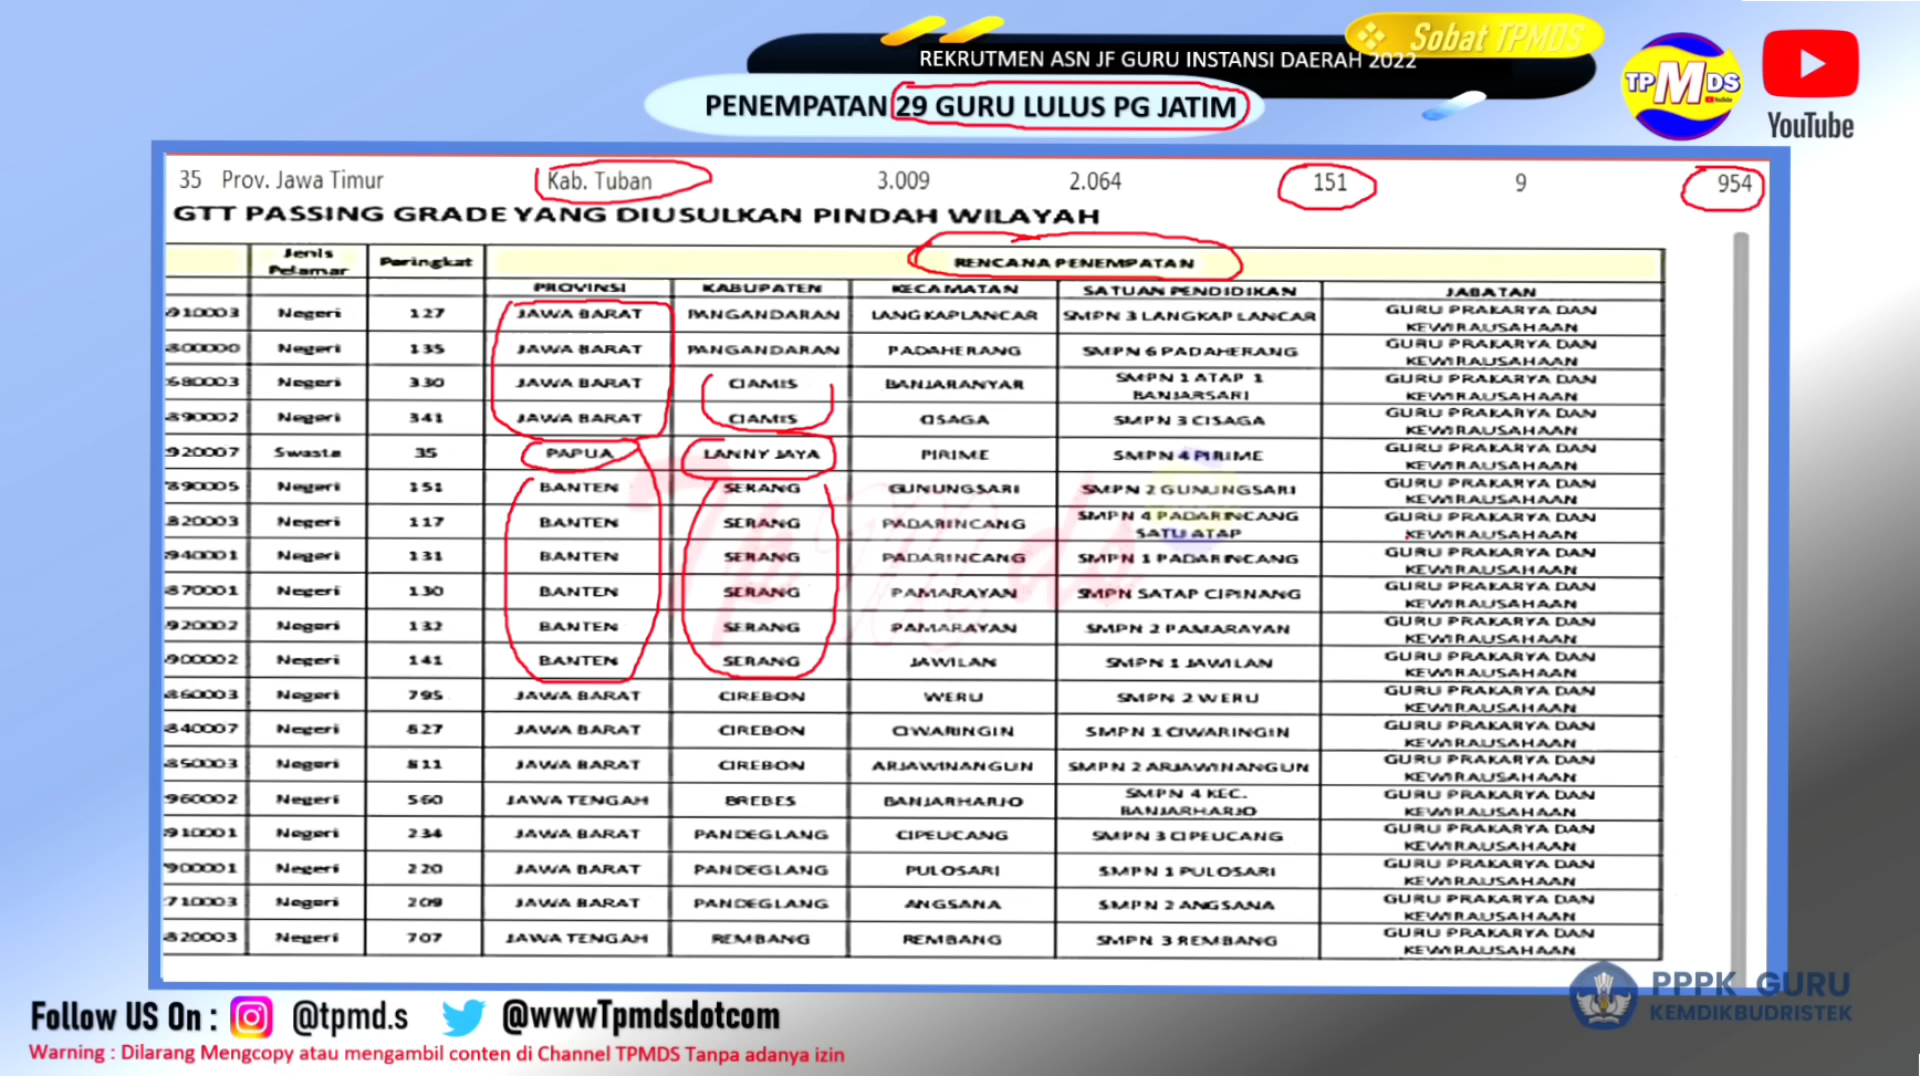 Sobat TPMDS
REKRUTMEN ASN JF GURU INSTANSI DAERAH 2022
PENEMPATAN 29 GURU LULUS PG JATIM
TPMDS
YouTube
35 Prov. Jawa Timur Kab. Tuban 3.009 2.064 151 9 954
GTT PASSING GRADE YANG DIUSULKAN PINDAH WILAYAH
Jenis Pelamar Peringkat RENCANA PENEMPATAN
PROVINSI KABUPATEN KECAMATAN SATUAN PENDIDIKAN JABATAN
910003 Negeri 127 JAWA BARAT PANGANDARAN LANGKAPLANCAR SMPN 3 LANGKAP LANCAR GURU PRAKARYA DAN KEWIRAUSAHAAN
800000 Negeri 135 JAWA BARAT PANGANDARAN PADAHERANG SMPN 6 PADAHERANG GURU PRAKARYA DAN KEWIRAUSAHAAN
680003 Negeri 330 JAWA BARAT CIAMIS BANJARANYAR SMPN 1 ATAP 1 BANJARSARI GURU PRAKARYA DAN KEWIRAUSAHAAN
890002 Negeri 341 JAWA BARAT CIAMIS CISAGA SMPN 3 CISAGA GURU PRAKARYA DAN KEWIRAUSAHAAN
920007 Swasta 35 PAPUA LANNY JAYA PIRIME SMPN 4 PIRIME GURU PRAKARYA DAN KEWIRAUSAHAAN
890005 Negeri 151 BANTEN SERANG GUNUNGSARI SMPN 2 GUNUNGSARI GURU PRAKARYA DAN KEWIRAUSAHAAN
820003 Negeri 117 BANTEN SERANG PADARINCANG SMPN 4 PADARINCANG SATU ATAP GURU PRAKARYA DAN KEWIRAUSAHAAN
940001 Negeri 131 BANTEN SERANG PADARINCANG SMPN 1 PADARINCANG GURU PRAKARYA DAN KEWIRAUSAHAAN
870001 Negeri 130 BANTEN SERANG PAMARAYAN SMPN SATAP CIPINANG GURU PRAKARYA DAN KEWIRAUSAHAAN
920002 Negeri 132 BANTEN SERANG PAMARAYAN SMPN 2 PAMARAYAN GURU PRAKARYA DAN KEWIRAUSAHAAN
900002 Negeri 141 BANTEN SERANG JAWILAN SMPN 1 JAWILAN GURU PRAKARYA DAN KEWIRAUSAHAAN
860003 Negeri 795 JAWA BARAT CIREBON WERU SMPN 2 WERU GURU PRAKARYA DAN KEWIRAUSAHAAN
840007 Negeri 827 JAWA BARAT CIREBON CIWARINGIN SMPN 1 CIWARINGIN GURU PRAKARYA DAN KEWIRAUSAHAAN
850003 Negeri 811 JAWA BARAT CIREBON ARJAWINANGUN SMPN 2 ARJAWINANGUN GURU PRAKARYA DAN KEWIRAUSAHAAN
960002 Negeri 560 JAWA TENGAH BREBES BANJARHARJO SMPN 4 KEC. BANJARHARJO GURU PRAKARYA DAN KEWIRAUSAHAAN
910001 Negeri 234 JAWA BARAT PANDEGLANG CIPEUCANG SMPN 3 CIPEUCANG GURU PRAKARYA DAN KEWIRAUSAHAAN
900001 Negeri 220 JAWA BARAT PANDEGLANG PULOSARI SMPN 1 PULOSARI GURU PRAKARYA DAN KEWIRAUSAHAAN
710003 Negeri 209 JAWA BARAT PANDEGLANG ANGSANA SMPN 2 ANGSANA GURU PRAKARYA DAN KEWIRAUSAHAAN
820003 Negeri 707 JAWA TENGAH REMBANG REMBANG SMPN 3 REMBANG GURU PRAKARYA DAN KEWIRAUSAHAAN
Tpmds
PPPK GURU
KEMDIKBUDRISTEK
Follow US On : @tpmd.s @wwwTpmdsdotcom
Warning : Dilarang Mengcopy atau mengambil conten di Channel TPMDS Tanpa adanya izin